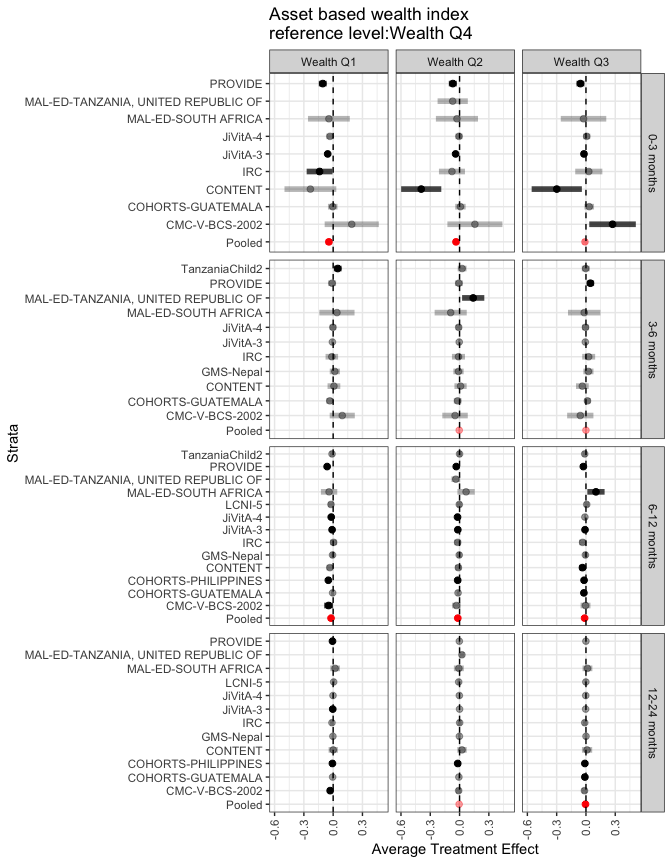 Asset based wealth index
reference level:Wealth Q4
Wealth Q1
Wealth Q2
Wealth Q3
PROVIDE
MAL-ED-TANZANIA, UNITED REPUBLIC OF
MAL-ED-SOUTH AFRICA
JiVitA-4
JiVitA-3
IRC
CONTENT
COHORTS-GUATEMALA
CMC-V-BCS-2002
Pooled
0-3 months
TanzaniaChild2
PROVIDE
MAL-ED-TANZANIA, UNITED REPUBLIC OF
MAL-ED-SOUTH AFRICA
JiVitA-4
JiVitA-3
IRC
GMS-Nepal
CONTENT
COHORTS-GUATEMALA
CMC-V-BCS-2002
Pooled
3-6 months
TanzaniaChild2
PROVIDE
MAL-ED-TANZANIA, UNITED REPUBLIC OF
MAL-ED-SOUTH AFRICA
LCNI-5
JiVitA-4
JiVitA-3
IRC
GMS-Nepal
CONTENT
COHORTS-PHILIPPINES
COHORTS-GUATEMALA
CMC-V-BCS-2002
Pooled
6-12 months
PROVIDE
MAL-ED-TANZANIA, UNITED REPUBLIC OF
MAL-ED-SOUTH AFRICA
LCNI-5
JiVitA-4
JiVitA-3
IRC
GMS-Nepal
CONTENT
COHORTS-PHILIPPINES
COHORTS-GUATEMALA
CMC-V-BCS-2002
Pooled
12-24 months
Strata
-0.6
-0.3
0.0
0.3
-0.6
-0.3
0.0
0.3
-0.6
-0.3
0.0
0.3
Average Treatment Effect